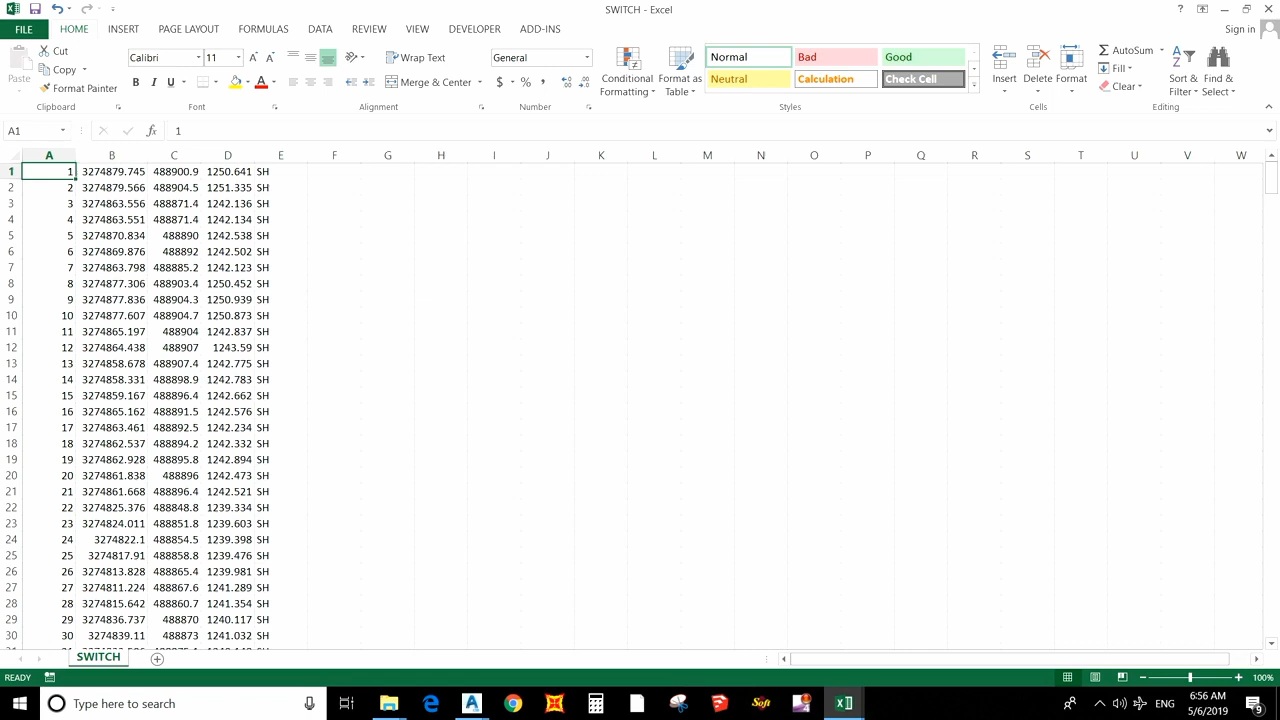 SWITCH - Excel
Sign in
FILE HOME INSERT PAGE LAYOUT FORMULAS DATA REVIEW VIEW DEVELOPER ADD-INS
Paste
Cut
Copy
Format Painter
Clipboard
Calibri 11
B I U
Font
Wrap Text
Merge & Center
Alignment
General
$ % ,
Number
Conditional Formatting
Format as Table
Normal Bad Good
Neutral Calculation Check Cell
Styles
Insert Delete Format
Cells
AutoSum
Fill
Clear
Sort & Filter
Find & Select
Editing
A1 fx 1
A B C D E F G H I J K L M N O P Q R S T U V W
1 1 3274879.745 488900.9 1250.641 SH
2 2 3274879.566 488904.5 1251.335 SH
3 3 3274863.556 488871.4 1242.136 SH
4 4 3274863.551 488871.4 1242.134 SH
5 5 3274870.834 488890 1242.538 SH
6 6 3274869.876 488892 1242.502 SH
7 7 3274863.798 488885.2 1242.123 SH
8 8 3274877.306 488903.4 1250.452 SH
9 9 3274877.836 488904.3 1250.939 SH
10 10 3274877.607 488904.7 1250.873 SH
11 11 3274865.197 488904 1242.837 SH
12 12 3274864.438 488907 1243.59 SH
13 13 3274858.678 488907.4 1242.775 SH
14 14 3274858.331 488898.9 1242.783 SH
15 15 3274859.167 488896.4 1242.662 SH
16 16 3274865.162 488891.5 1242.576 SH
17 17 3274863.461 488892.5 1242.234 SH
18 18 3274862.537 488894.2 1242.332 SH
19 19 3274862.928 488895.8 1242.894 SH
20 20 3274861.838 488896 1242.473 SH
21 21 3274861.668 488896.4 1242.521 SH
22 22 3274825.376 488848.8 1239.334 SH
23 23 3274824.011 488851.8 1239.603 SH
24 24 3274822.1 488854.5 1239.398 SH
25 25 3274817.91 488858.8 1239.476 SH
26 26 3274813.828 488865.4 1239.981 SH
27 27 3274811.224 488867.6 1241.289 SH
28 28 3274815.642 488860.7 1241.354 SH
29 29 3274836.737 488870 1240.117 SH
30 30 3274839.11 488873 1241.032 SH
SWITCH
READY 100%
Type here to search
Soft
ENG
6:56 AM
5/6/2019